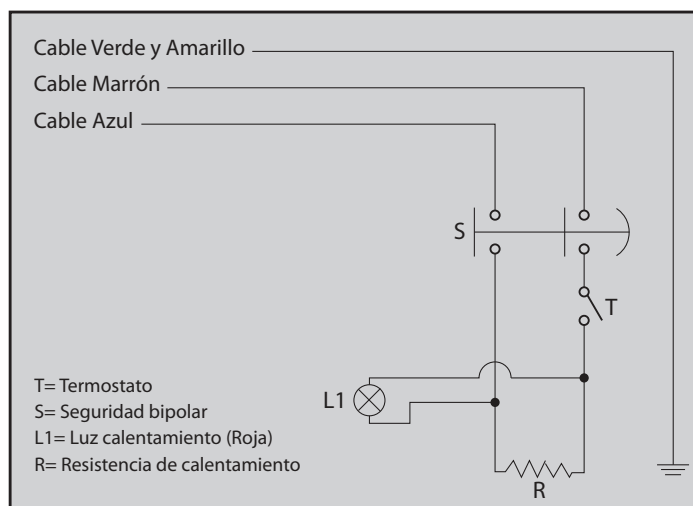 Cable Verde y Amarillo
Cable Marrón
Cable Azul
S
T
L1
R
T= Termostato
S= Seguridad bipolar
L1= Luz calentamiento (Roja)
R= Resistencia de calentamiento